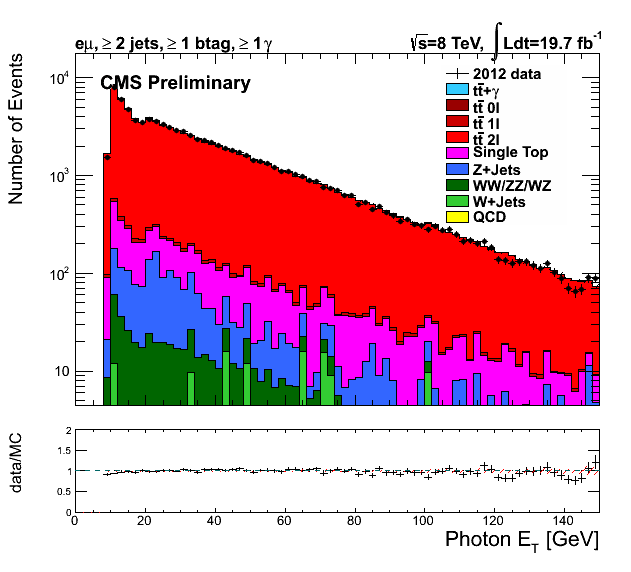 eμ, ≥ 2 jets, ≥ 1 btag, ≥ 1γ
√s=8 TeV, ∫ Ldt=19.7 fb⁻¹
CMS Preliminary
2012 data
tt̄+γ
tt̄ 0l
tt̄ 1l
tt̄ 2l
Single Top
Z+Jets
WW/ZZ/WZ
W+Jets
QCD
Number of Events
10⁴
10³
10²
10
data/MC
2
1.5
1
0.5
0
0 20 40 60 80 100 120 140
Photon E_T [GeV]